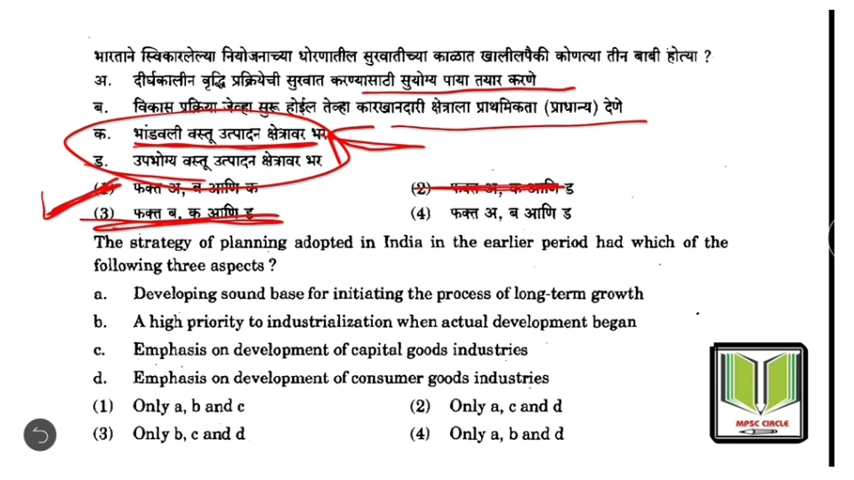 भारताने स्विकारलेल्या नियोजनाच्या धोरणातील सुरवातीच्या काळात खालीलपैकी कोणत्या तीन बाबी होत्या ?
अ. दीर्घकालीन वृद्धि प्रक्रियेची सुरवात करण्यासाठी सुयोग्य पाया तयार करणे
ब. विकास प्रक्रिया जेव्हा सुरू होईल तेव्हा कारखानदारी क्षेत्राला प्राथमिकता (प्राधान्य) देणे
क. भांडवली वस्तू उत्पादन क्षेत्रावर भर
ड. उपभोग्य वस्तू उत्पादन क्षेत्रावर भर
(1) फक्त अ, ब आणि क (2) फक्त अ, क आणि ड
(3) फक्त ब, क आणि ड (4) फक्त अ, ब आणि ड
The strategy of planning adopted in India in the earlier period had which of the
following three aspects ?
a. Developing sound base for initiating the process of long-term growth
b. A high priority to industrialization when actual development began
c. Emphasis on development of capital goods industries
d. Emphasis on development of consumer goods industries
(1) Only a, b and c (2) Only a, c and d
(3) Only b, c and d (4) Only a, b and d
MPSC CIRCLE